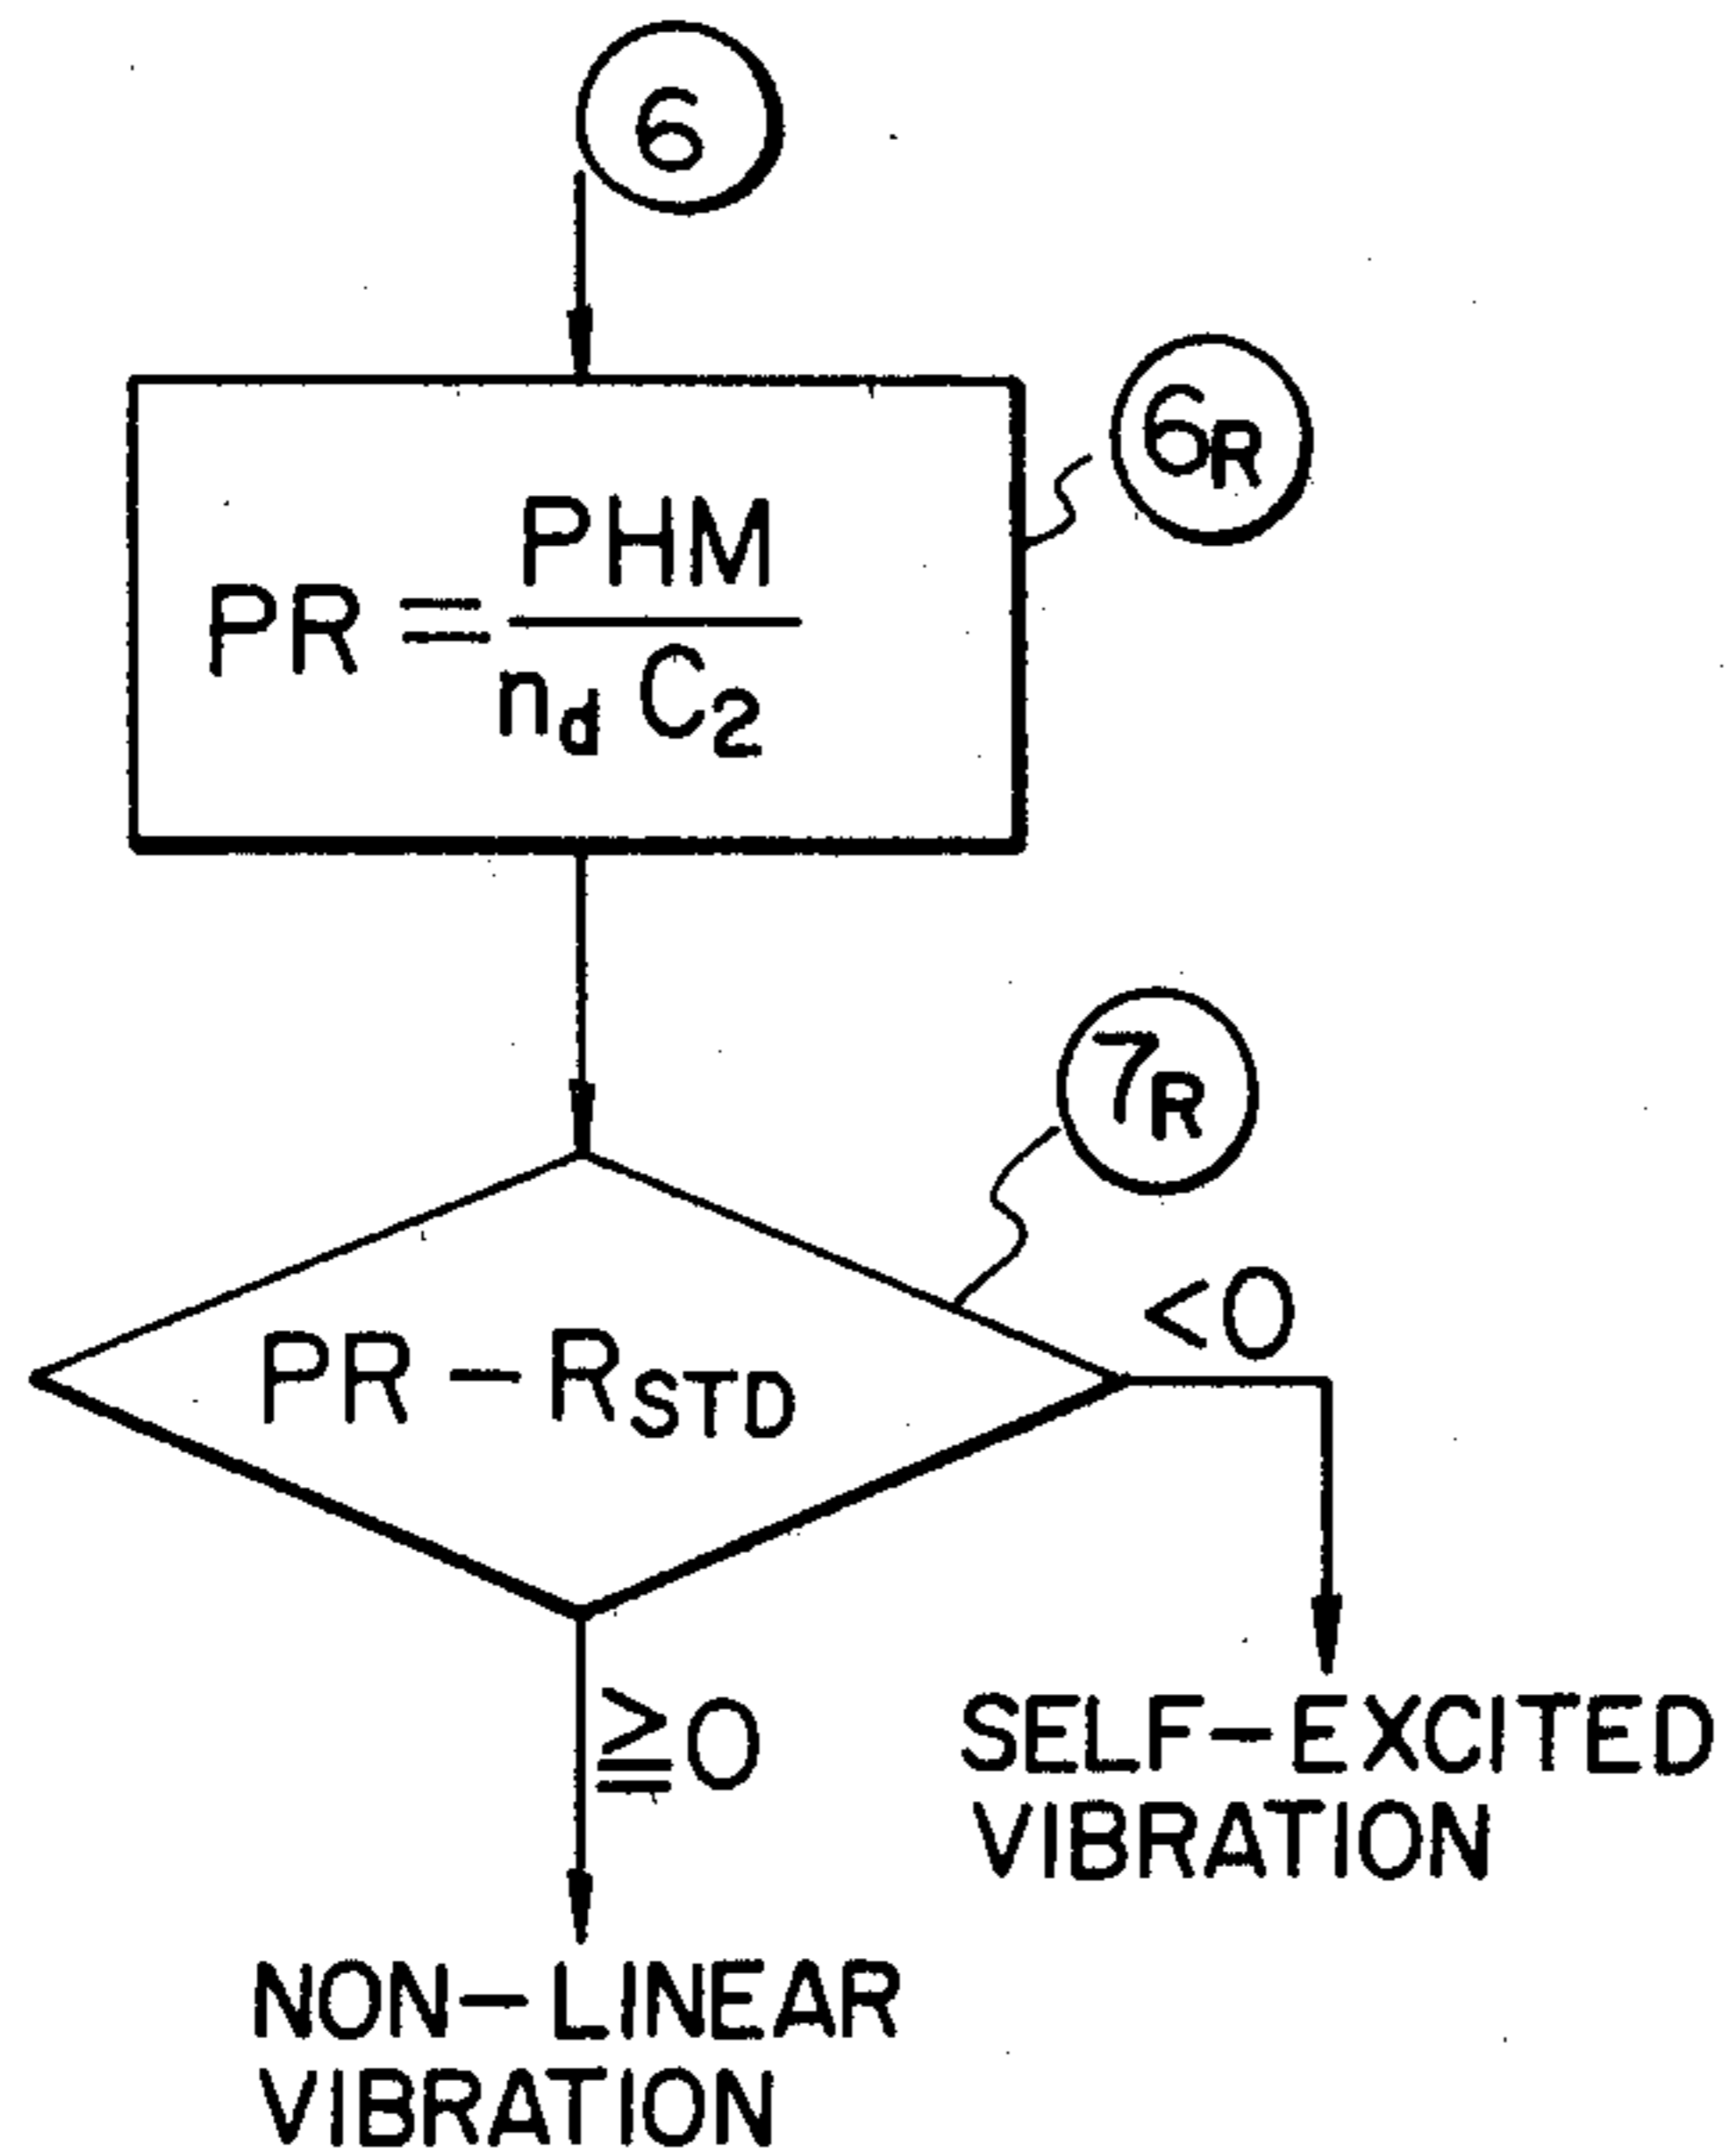 6
6R
PR = PHM / nd C2
7R
PR – RSTD
<0
≧0
SELF–EXCITED
VIBRATION
NON–LINEAR
VIBRATION